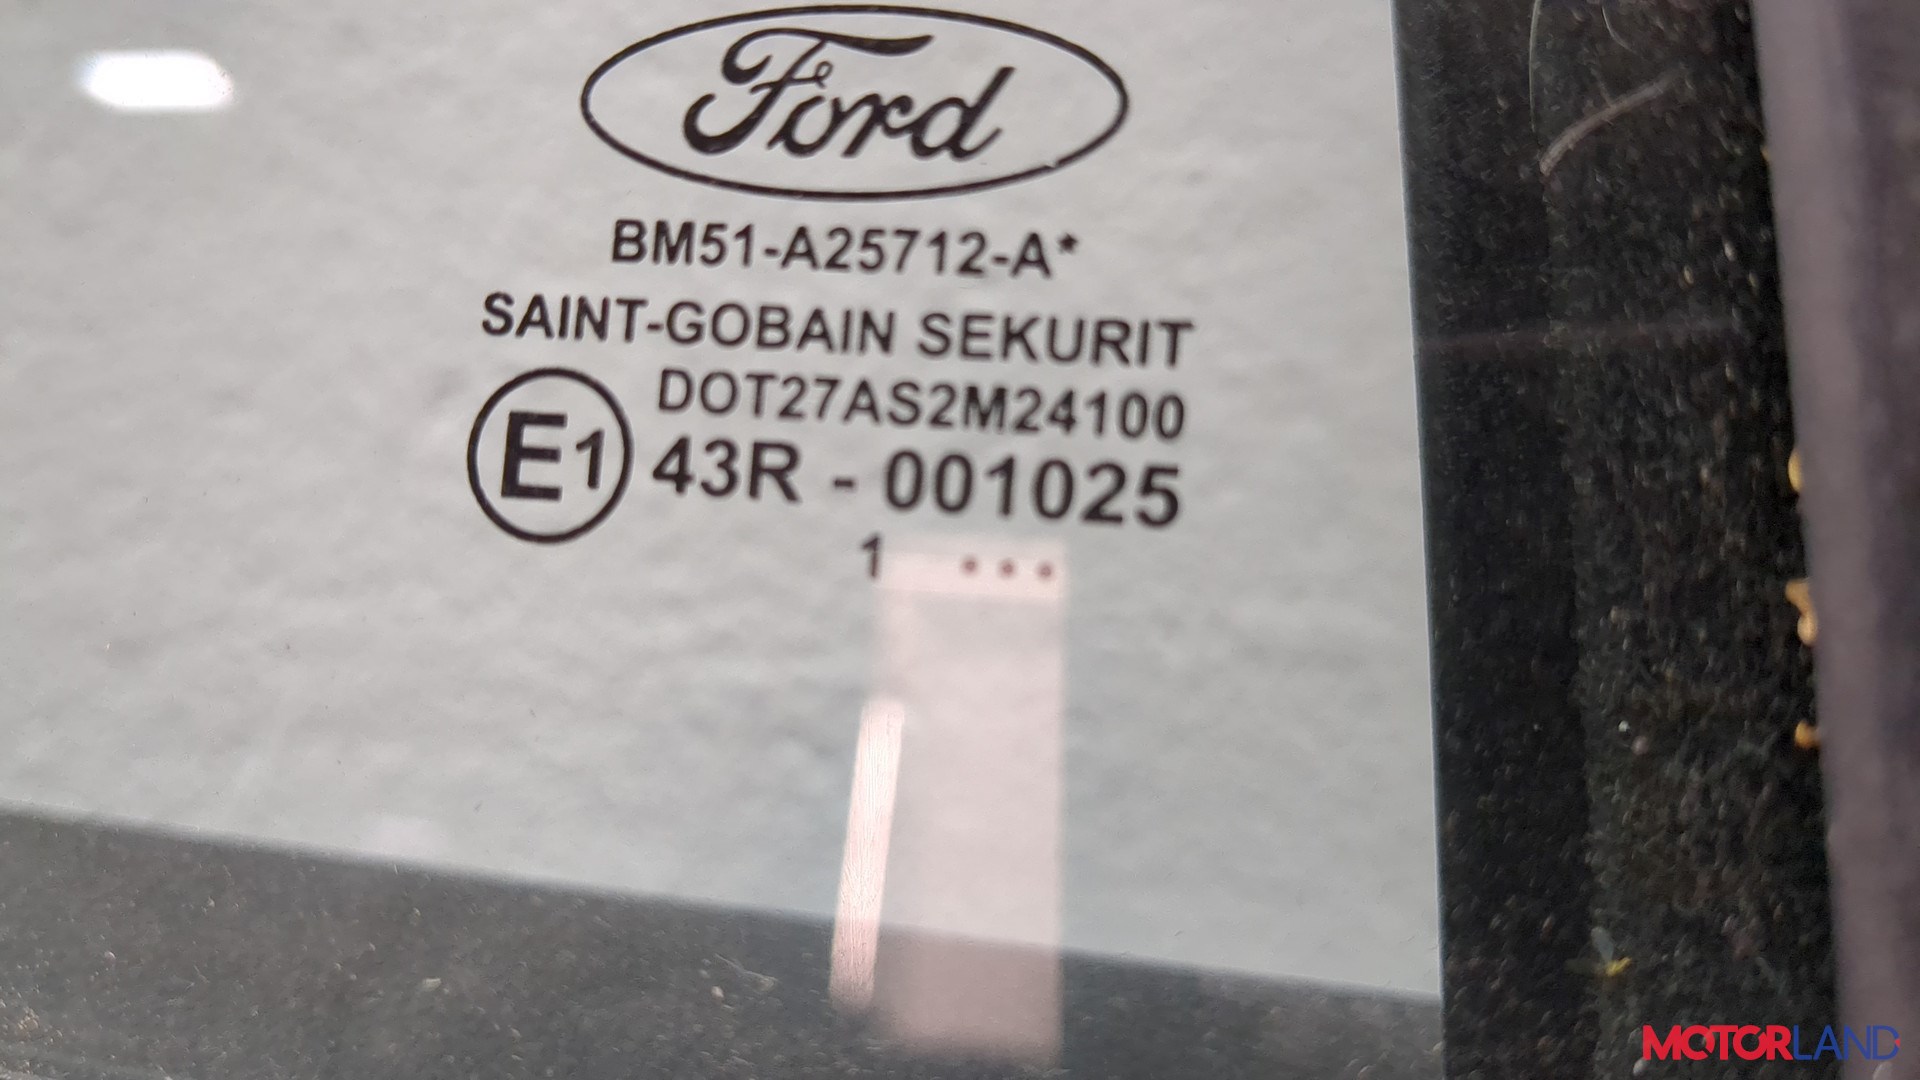 Ford
BM51-A25712-A*
SAINT-GOBAIN SEKURIT
DOT27AS2M24100
E1 43R - 001025
1 •••
MOTORLAND